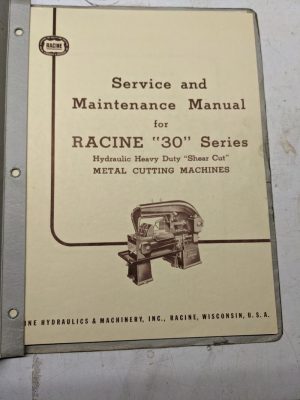 RACINE
Service and
Maintenance Manual
for
RACINE "30" Series
Hydraulic Heavy Duty "Shear Cut"
METAL CUTTING MACHINES
INE HYDRAULICS & MACHINERY, INC., RACINE, WISCONSIN, U.S.A.